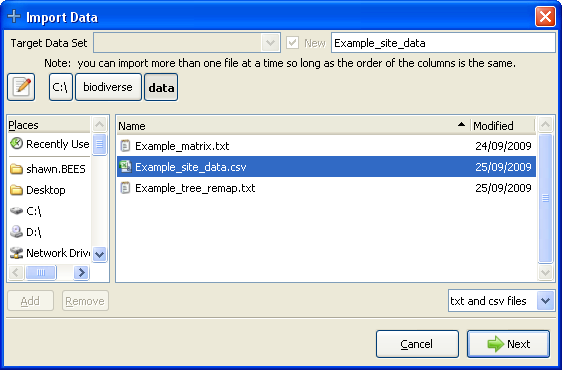 Import Data
Target Data Set New Example_site_data
Note: you can import more than one file at a time so long as the order of the columns is the same.
C:\ biodiverse data
Places
Recently Use
shawn.BEES
Desktop
C:\
D:\
Network Drive
Name Modified
Example_matrix.txt 24/09/2009
Example_site_data.csv 25/09/2009
Example_tree_remap.txt 25/09/2009
Add Remove txt and csv files
Cancel Next